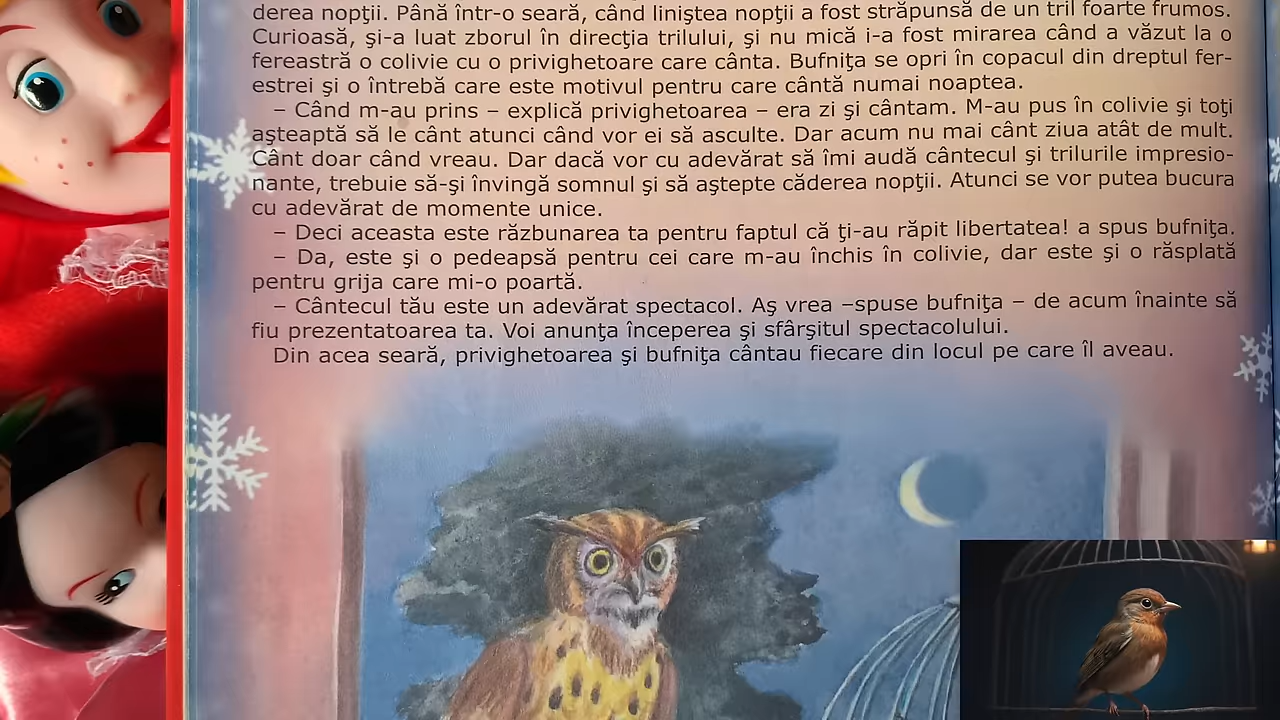 derea nopţii. Până într-o seară, când liniştea nopţii a fost străpunsă de un tril foarte frumos.
Curioasă, şi-a luat zborul în direcţia trilului, şi nu mică i-a fost mirarea când a văzut la o
fereastră o colivie cu o privighetoare care cânta. Bufniţa se opri în copacul din dreptul fer-
estrei şi o întrebă care este motivul pentru care cântă numai noaptea.
– Când m-au prins – explică privighetoarea – era zi şi cântam. M-au pus în colivie şi toţi
aşteaptă să le cânt atunci când vor ei să asculte. Dar acum nu mai cânt ziua atât de mult.
Cânt doar când vreau. Dar dacă vor cu adevărat să îmi audă cântecul şi trilurile impresio-
nante, trebuie să-şi învingă somnul şi să aştepte căderea nopţii. Atunci se vor putea bucura
cu adevărat de momente unice.
– Deci aceasta este răzbunarea ta pentru faptul că ţi-au răpit libertatea! a spus bufniţa.
– Da, este şi o pedeapsă pentru cei care m-au închis în colivie, dar este şi o răsplată
pentru grija care mi-o poartă.
– Cântecul tău este un adevărat spectacol. Aş vrea –spuse bufniţa – de acum înainte să
fiu prezentatoarea ta. Voi anunţa începerea şi sfârşitul spectacolului.
Din acea seară, privighetoarea şi bufniţa cântau fiecare din locul pe care îl aveau.